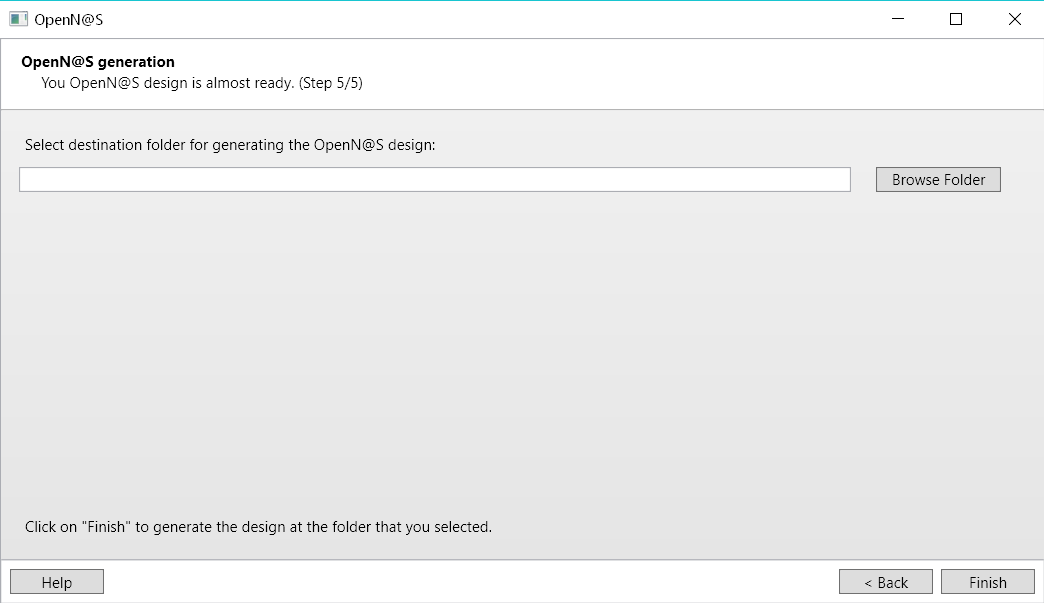 OpenN@S
OpenN@S generation
You OpenN@S design is almost ready. (Step 5/5)
Select destination folder for generating the OpenN@S design:
Browse Folder
Click on "Finish" to generate the design at the folder that you selected.
Help
< Back
Finish